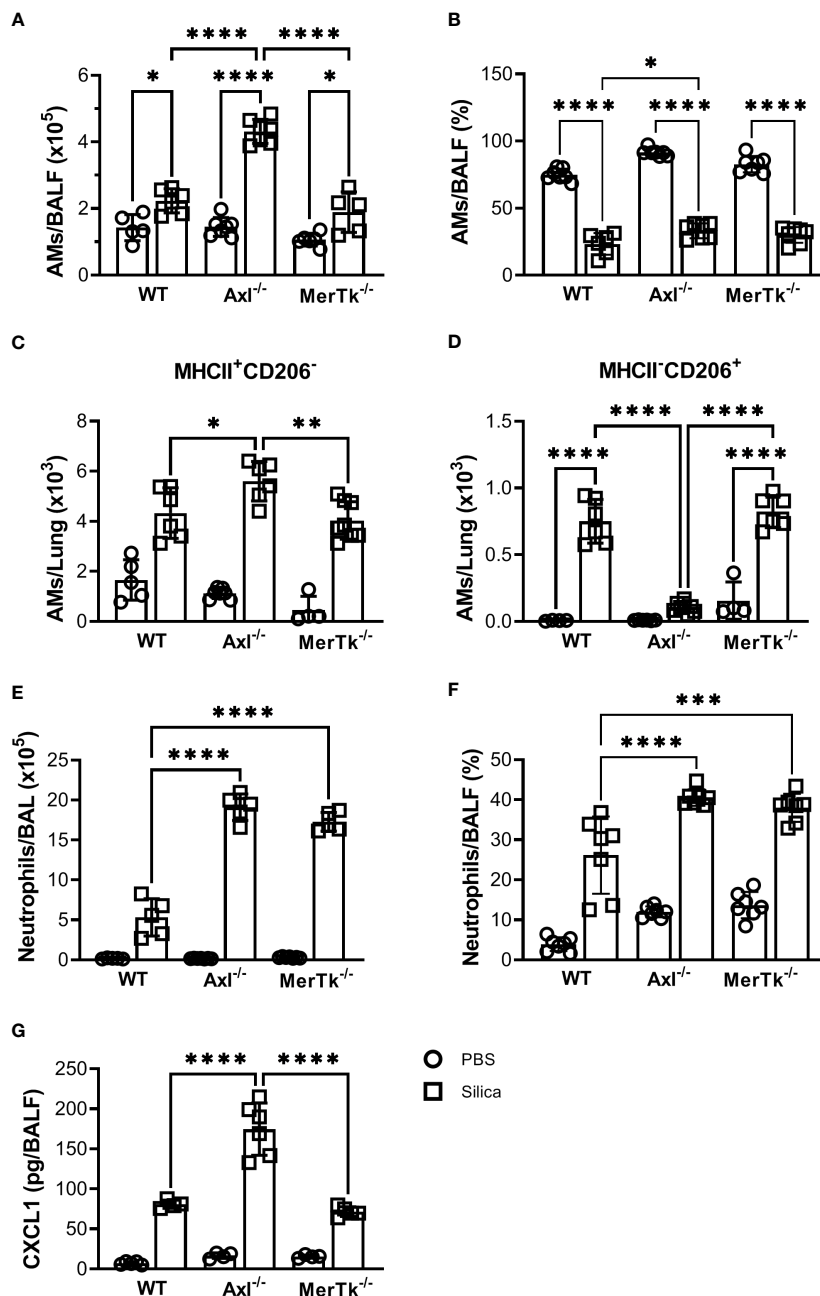 A
**** ****
* **** *
AMs/BALF (x10⁵)
6
4
2
0
WT Axl⁻/⁻ MerTk⁻/⁻
B
*
**** **** ****
AMs/BALF (%)
150
100
50
0
WT Axl⁻/⁻ MerTk⁻/⁻
C
MHCII⁺CD206⁻
* **
AMs/Lung (x10³)
8
6
4
2
0
WT Axl⁻/⁻ MerTk⁻/⁻
D
MHCII⁻CD206⁺
**** ****
**** ****
AMs/Lung (x10³)
1.5
1.0
0.5
0.0
WT Axl⁻/⁻ MerTk⁻/⁻
E
****
****
Neutrophils/BAL (x10⁵)
25
20
15
10
5
0
WT Axl⁻/⁻ MerTk⁻/⁻
F
***
****
Neutrophils/BALF (%)
50
40
30
20
10
0
WT Axl⁻/⁻ MerTk⁻/⁻
G
**** ****
CXCL1 (pg/BALF)
250
200
150
100
50
0
WT Axl⁻/⁻ MerTk⁻/⁻
PBS
Silica